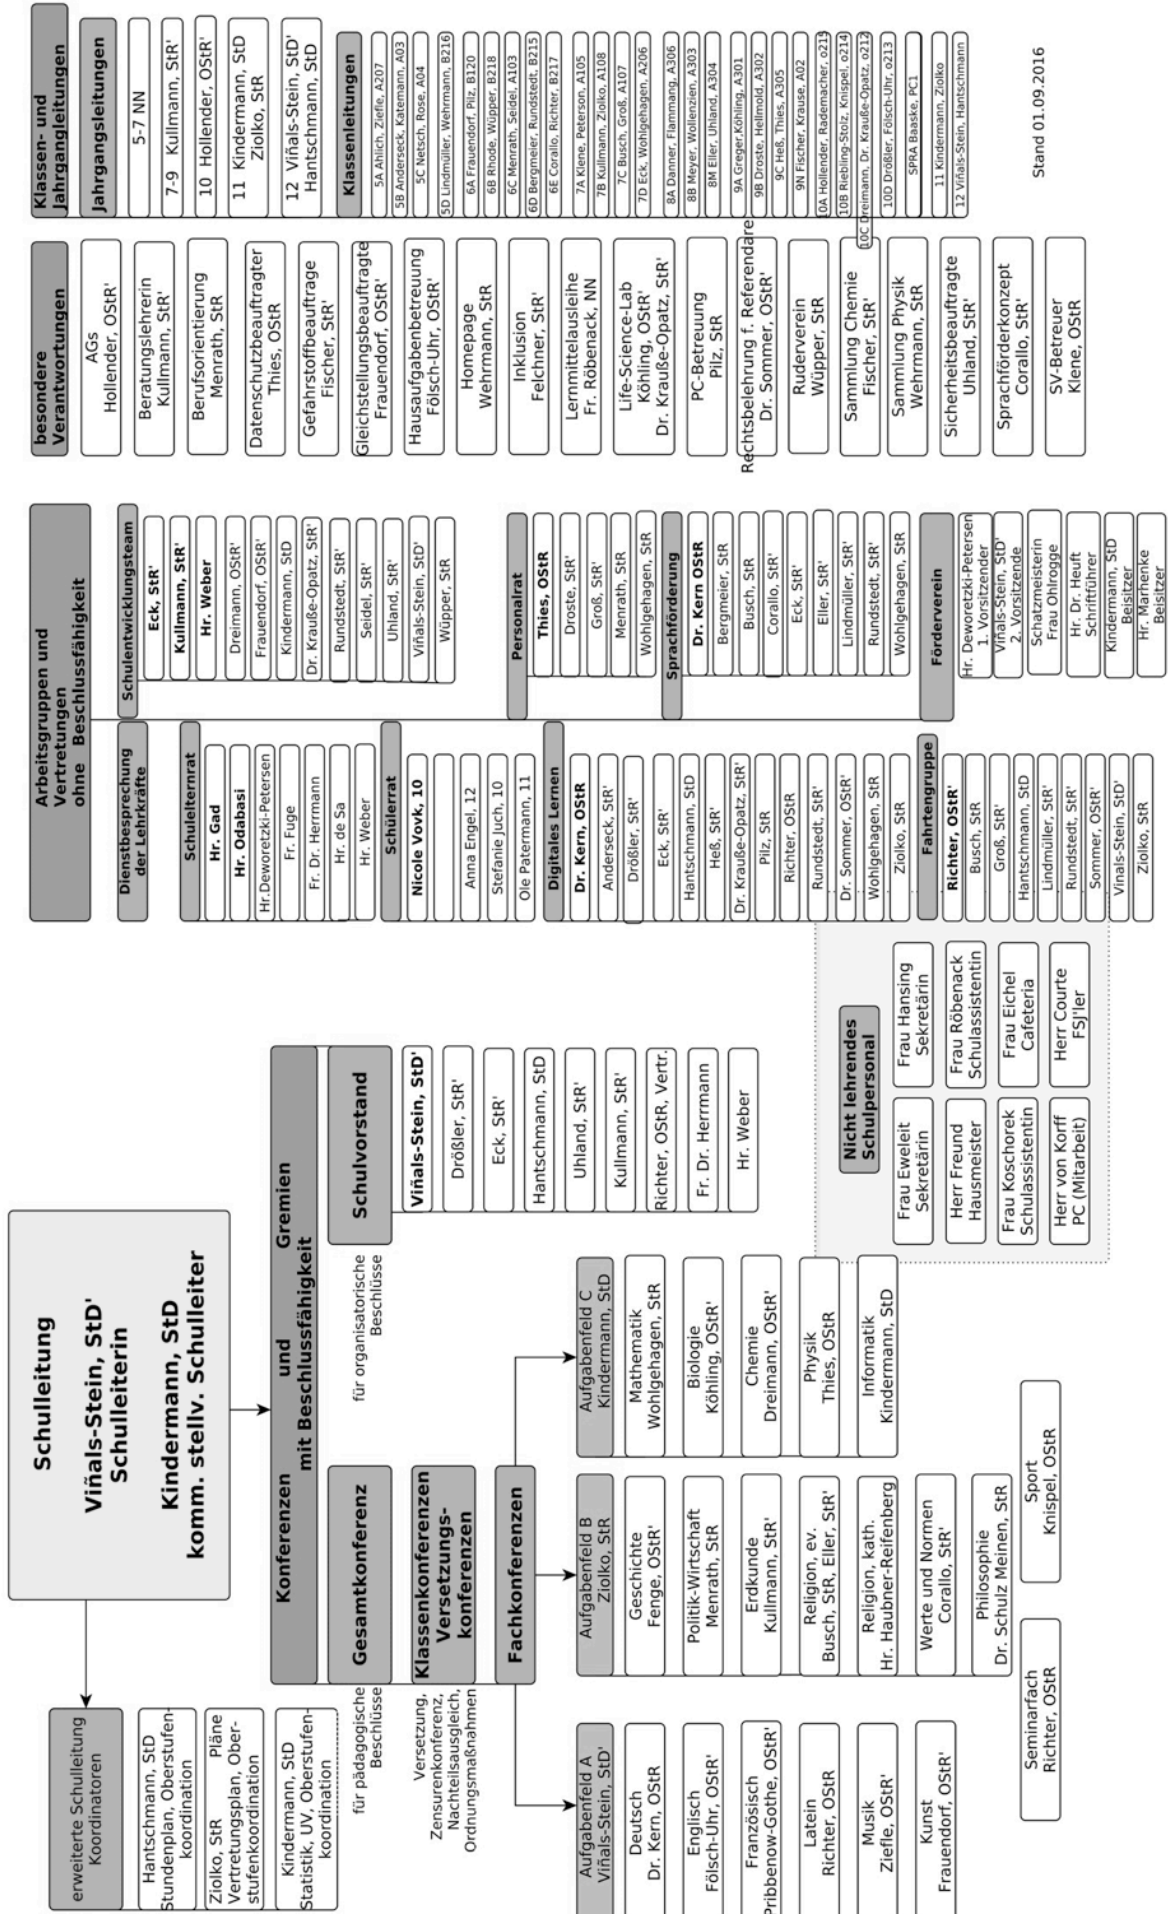 Schulleitung
Viñals-Stein, StD'
Schulleiterin
Kindermann, StD
komm. stellv. Schulleiter
erweiterte Schulleitung
Koordinatoren
Hantschmann, StD
Stundenplan, Oberstufen-
koordination
Ziolko, StR Pläne
Vertretungsplan, Ober-
stufenkoordination
Kindermann, StD
Statistik, UV, Oberstufen-
koordination
Konferenzen und Gremien
mit Beschlussfähigkeit
Gesamtkonferenz
für pädagogische
Beschlüsse
Klassenkonferenzen
Versetzungs-
konferenzen
Versetzung,
Zensurenkonferenz,
Nachteilsausgleich,
Ordnungsmaßnahmen
Fachkonferenzen
Schulvorstand
für organisatorische
Beschlüsse
Viñals-Stein, StD'
Drößler, StR'
Eck, StR'
Hantschmann, StD
Uhland, StR'
Kullmann, StR'
Richter, OStR, Vertr.
Fr. Dr. Herrmann
Hr. Weber
Aufgabenfeld A
Viñals-Stein, StD'
Deutsch
Dr. Kern, OStR
Englisch
Fölsch-Uhr, OStR'
Französisch
Pribbenow-Gothe, OStR'
Latein
Richter, OStR
Musik
Ziefle, OStR'
Kunst
Frauendorf, OStR'
Aufgabenfeld B
Ziolko, StR
Geschichte
Fenge, OStR'
Politik-Wirtschaft
Menrath, StR
Erdkunde
Kullmann, StR'
Religion, ev.
Busch, StR, Eller, StR'
Religion, kath.
Hr. Haubner-Reifenberg
Werte und Normen
Corallo, StR'
Philosophie
Dr. Schulz Meinen, StR
Aufgabenfeld C
Kindermann, StD
Mathematik
Wohlgehagen, StR
Biologie
Köhling, OStR'
Chemie
Dreimann, OStR'
Physik
Thies, OStR
Informatik
Kindermann, StD
Seminarfach
Richter, OStR
Sport
Knispel, OStR
Nicht lehrendes
Schulpersonal
Frau Eweleit
Sekretärin
Frau Hansing
Sekretärin
Herr Freund
Hausmeister
Frau Röbenack
Schulassistentin
Frau Koschorek
Schulassistentin
Frau Eichel
Cafeteria
Herr von Korff
PC (Mitarbeit)
Herr Courte
FSJ'ler
Arbeitsgruppen und
Vertretungen
ohne Beschlussfähigkeit
Dienstbesprechung
der Lehrkräfte
Schulelternrat
Hr. Gad
Hr. Odabasi
Hr.Deworetzki-Petersen
Fr. Fuge
Fr. Dr. Herrmann
Hr. de Sa
Hr. Weber
Schülerrat
Nicole Vovk, 10
Anna Engel, 12
Stefanie Juch, 10
Ole Patermann, 11
Digitales Lernen
Dr. Kern, OStR
Anderseck, StR'
Drößler, StR'
Eck, StR'
Hantschmann, StD
Heß, StR'
Dr. Krauße-Opatz, StR'
Pilz, StR
Richter, OStR
Rundstedt, StR'
Dr. Sommer, OStR'
Wohlgehagen, StR
Ziolko, StR
Fahrtengruppe
Richter, OStR'
Busch, StR
Groß, StR'
Hantschmann, StD
Lindmüller, StR'
Rundstedt, StR'
Sommer, OStR'
Vinals-Stein, StD'
Ziolko, StR
Schulentwicklungsteam
Eck, StR'
Kullmann, StR'
Hr. Weber
Dreimann, OStR'
Frauendorf, OStR'
Kindermann, StD
Dr. Krauße-Opatz, StR'
Rundstedt, StR'
Seidel, StR'
Uhland, StR'
Viñals-Stein, StD'
Wüpper, StR
Personalrat
Thies, OStR
Droste, StR'
Groß, StR'
Menrath, StR
Wohlgehagen, StR
Sprachförderung
Dr. Kern OStR
Bergmeier, StR
Busch, StR
Corallo, StR'
Eck, StR'
Eller, StR'
Lindmüller, StR'
Rundstedt, StR'
Wohlgehagen, StR
Förderverein
Hr. Deworetzki-Petersen
1. Vorsitzender
Viñals-Stein, StD'
2. Vorsitzende
Schatzmeisterin
Frau Ohlrogge
Hr. Dr. Heuft
Schriftführer
Kindermann, StD
Beisitzer
Hr. Marhenke
Beisitzer
besondere
Verantwortungen
AGs
Hollender, OStR'
Beratungslehrerin
Kullmann, StR'
Berufsorientierung
Menrath, StR
Datenschutzbeauftragter
Thies, OStR
Gefahrstoffbeauftrage
Fischer, StR'
Gleichstellungsbeauftragte
Frauendorf, OStR'
Hausaufgabenbetreuung
Fölsch-Uhr, OStR'
Homepage
Wehrmann, StR
Inklusion
Felchner, StR'
Lernmittelausleihe
Fr. Röbenack, NN
Life-Science-Lab
Köhling, OStR'
Dr. Krauße-Opatz, StR'
PC-Betreuung
Pilz, StR
Rechtsbelehrung f. Referendare
Dr. Sommer, OStR'
Ruderverein
Wüpper, StR
Sammlung Chemie
Fischer, StR'
Sammlung Physik
Wehrmann, StR
Sicherheitsbeauftragte
Uhland, StR'
Sprachförderkonzept
Corallo, StR'
SV-Betreuer
Klene, OStR
Klassen- und
Jahrgangleitungen
Jahrgangsleitungen
5-7 NN
7-9 Kullmann, StR'
10 Hollender, OStR'
11 Kindermann, StD
Ziolko, StR
12 Viñals-Stein, StD'
Hantschmann, StD
Klassenleitungen
5A Ahlich, Ziefle, A207
5B Anderseck, Katemann, A03
5C Netsch, Rose, A04
5D Lindmüller, Wehrmann, B216
6A Frauendorf, Pilz, B120
6B Rhode, Wüpper, B218
6C Menrath, Seidel, A103
6D Bergmeier, Rundstedt, B215
6E Corallo, Richter, B217
7A Klene, Peterson, A105
7B Kullmann, Ziolko, A108
7C Busch, Groß, A107
7D Eck, Wohlgehagen, A206
8A Danner, Flammang, A306
8B Meyer, Wollenzien, A303
8M Eller, Uhland, A304
9A Greger,Köhling, A301
9B Droste, Hellmold, A302
9C Heß, Thies, A305
9N Fischer, Krause, A02
10A Hollender, Rademacher, o215
10B Riebling-Stolz, Knispel, o214
10C Dreimann, Dr. Krauße-Opatz, o212
10D Drößler, Fölsch-Uhr, o213
SPRA Baaske, PC1
11 Kindermann, Ziolko
12 Viñals-Stein, Hantschmann
Stand 01.09.2016